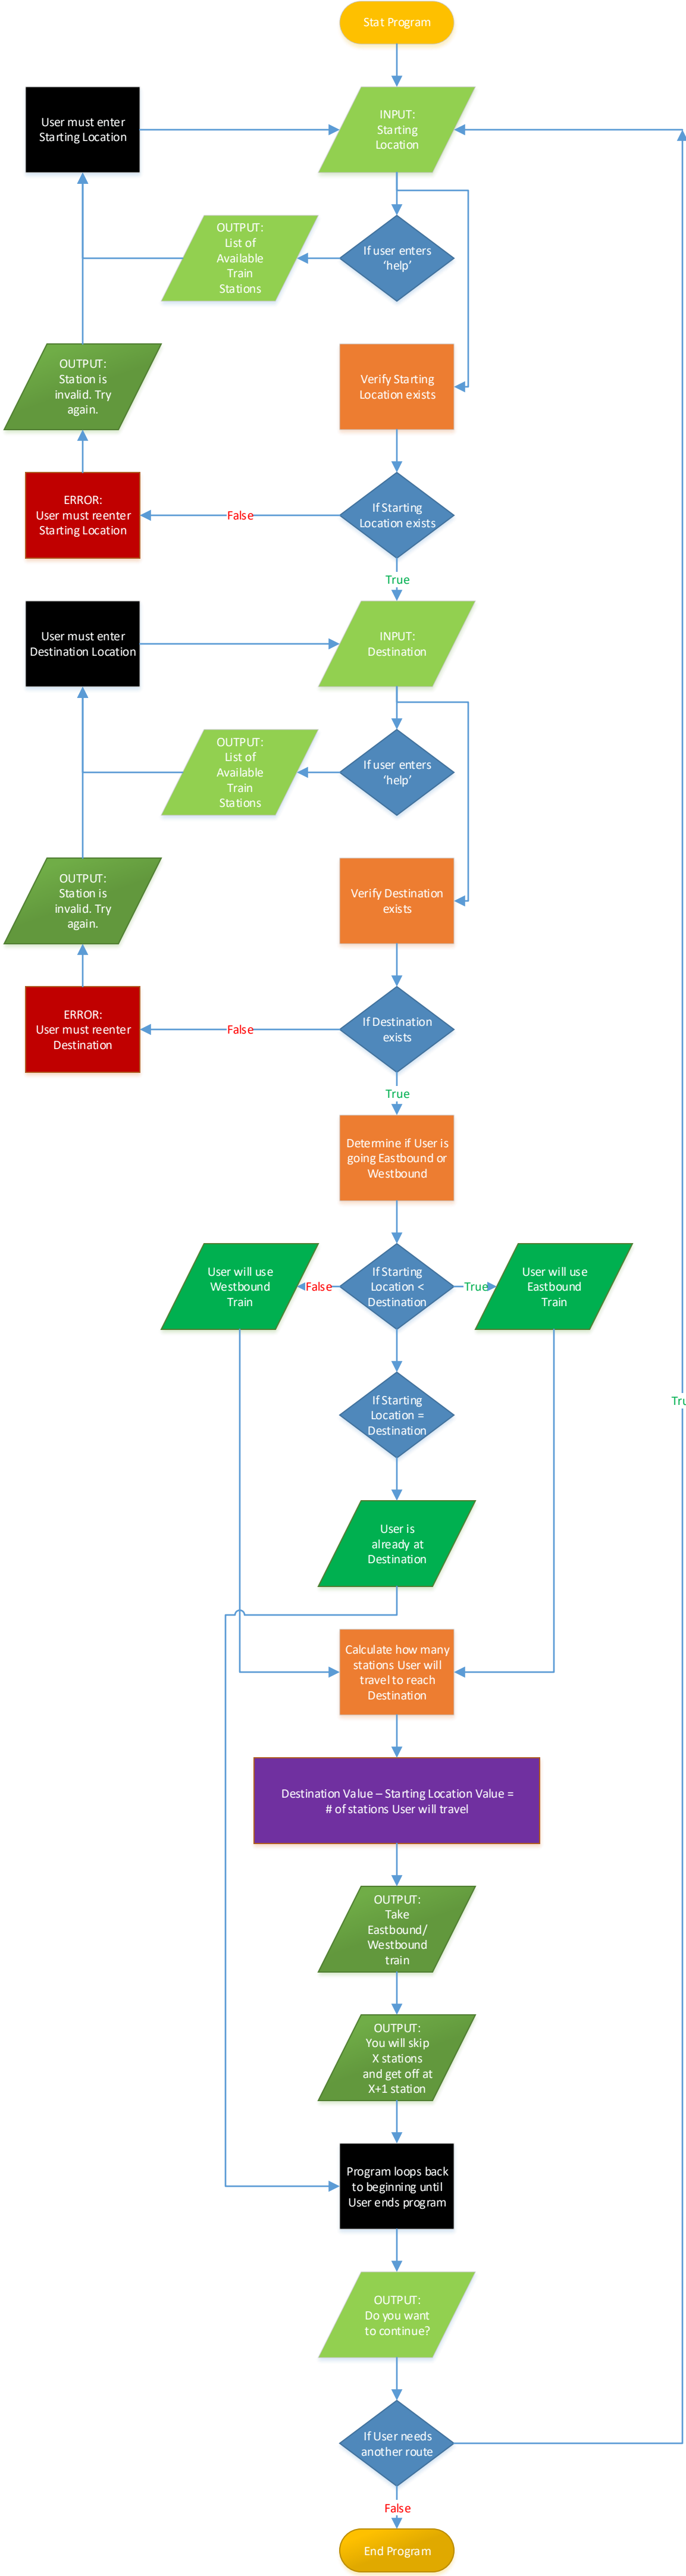 Stat Program
User must enter
Starting Location
INPUT:
Starting
Location
OUTPUT:
List of
Available
Train
Stations
If user enters
‘help’
OUTPUT:
Station is
invalid. Try
again.
Verify Starting
Location exists
ERROR:
User must reenter
Starting Location
False
If Starting
Location exists
True
User must enter
Destination Location
INPUT:
Destination
OUTPUT:
List of
Available
Train
Stations
If user enters
‘help’
OUTPUT:
Station is
invalid. Try
again.
Verify Destination
exists
ERROR:
User must reenter
Destination
False
If Destination
exists
True
Determine if User is
going Eastbound or
Westbound
User will use
Westbound
Train
False
If Starting
Location <
Destination
True
User will use
Eastbound
Train
If Starting
Location =
Destination
Tru
User is
already at
Destination
Calculate how many
stations User will
travel to reach
Destination
Destination Value – Starting Location Value =
# of stations User will travel
OUTPUT:
Take
Eastbound/
Westbound
train
OUTPUT:
You will skip
X stations
and get off at
X+1 station
Program loops back
to beginning until
User ends program
OUTPUT:
Do you want
to continue?
If User needs
another route
False
End Program